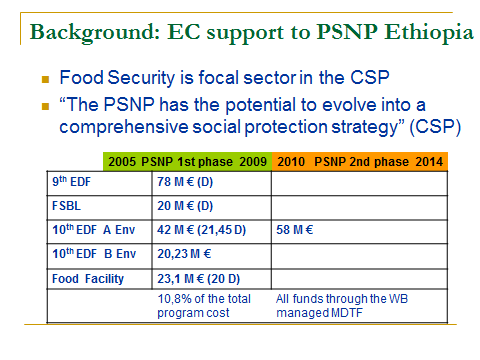 Background: EC support to PSNP Ethiopia
Food Security is focal sector in the CSP
“The PSNP has the potential to evolve into a
comprehensive social protection strategy” (CSP)
2005 PSNP 1st phase 2009 2010 PSNP 2nd phase 2014
9th EDF 78 M € (D)
FSBL 20 M € (D)
10th EDF A Env 42 M € (21,45 D) 58 M €
10th EDF B Env 20,23 M €
Food Facility 23,1 M € (20 D)
10,8% of the total All funds through the WB
program cost managed MDTF